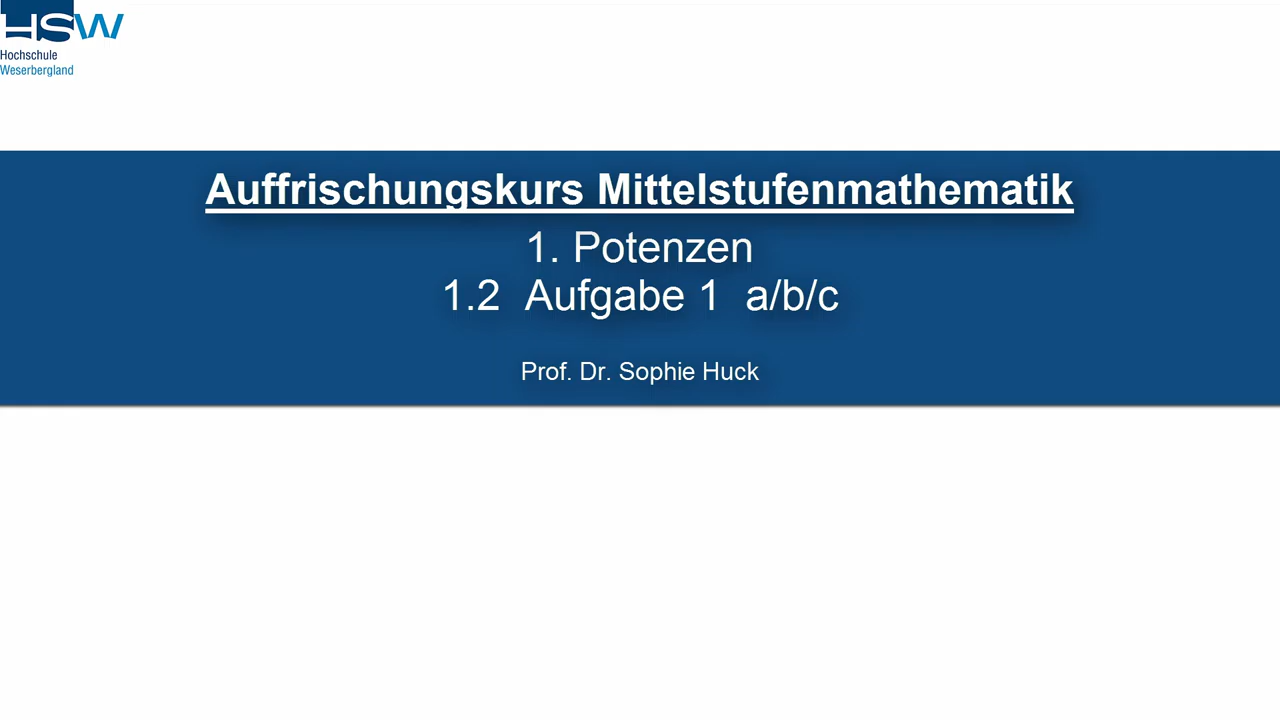 HSW
Hochschule
Weserbergland
Auffrischungskurs Mittelstufenmathematik
1. Potenzen
1.2 Aufgabe 1 a/b/c
Prof. Dr. Sophie Huck